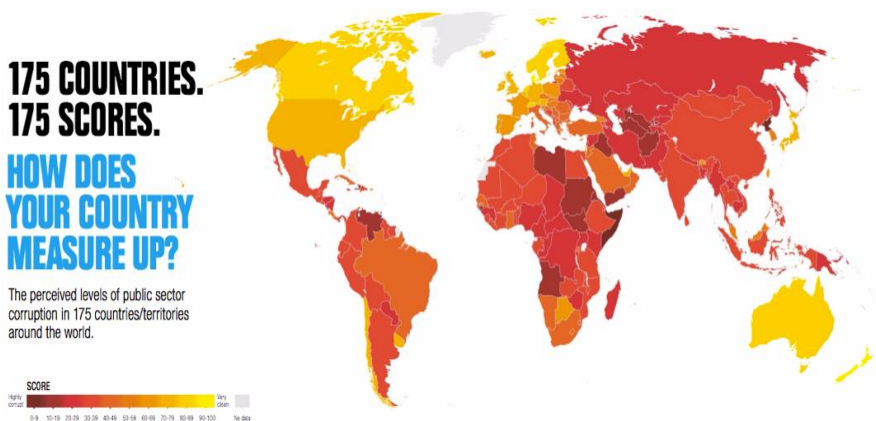 175 COUNTRIES.
175 SCORES.
HOW DOES
YOUR COUNTRY
MEASURE UP?
The perceived levels of public sector
corruption in 175 countries/territories
around the world.
SCORE
Highly
corrupt
Very
clean
0-9 10-19 20-29 30-39 40-49 50-59 60-69 70-79 80-89 90-100 No data